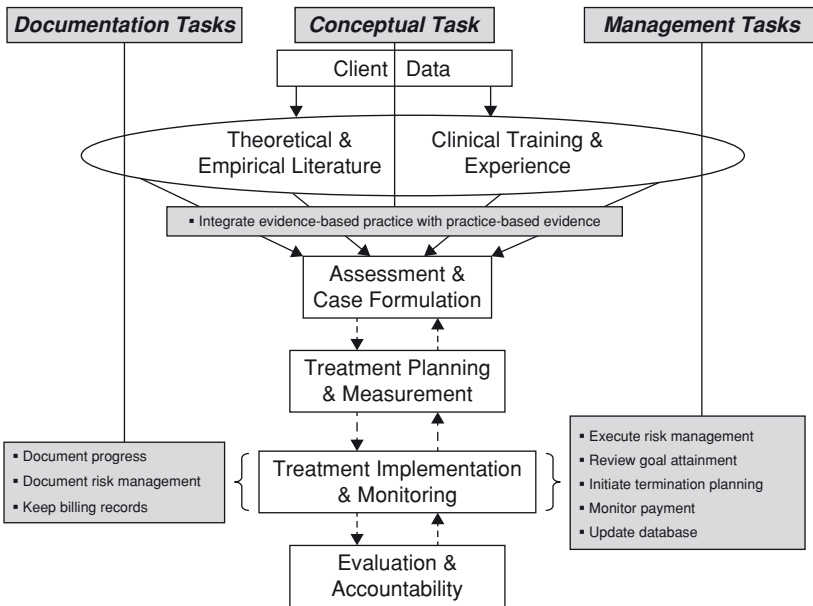 Documentation Tasks
Conceptual Task
Management Tasks
Client Data
Theoretical &
Empirical Literature
Clinical Training &
Experience
▪ Integrate evidence-based practice with practice-based evidence
Assessment &
Case Formulation
Treatment Planning
& Measurement
▪ Document progress
▪ Document risk management
▪ Keep billing records
Treatment Implementation
& Monitoring
▪ Execute risk management
▪ Review goal attainment
▪ Initiate termination planning
▪ Monitor payment
▪ Update database
Evaluation &
Accountability